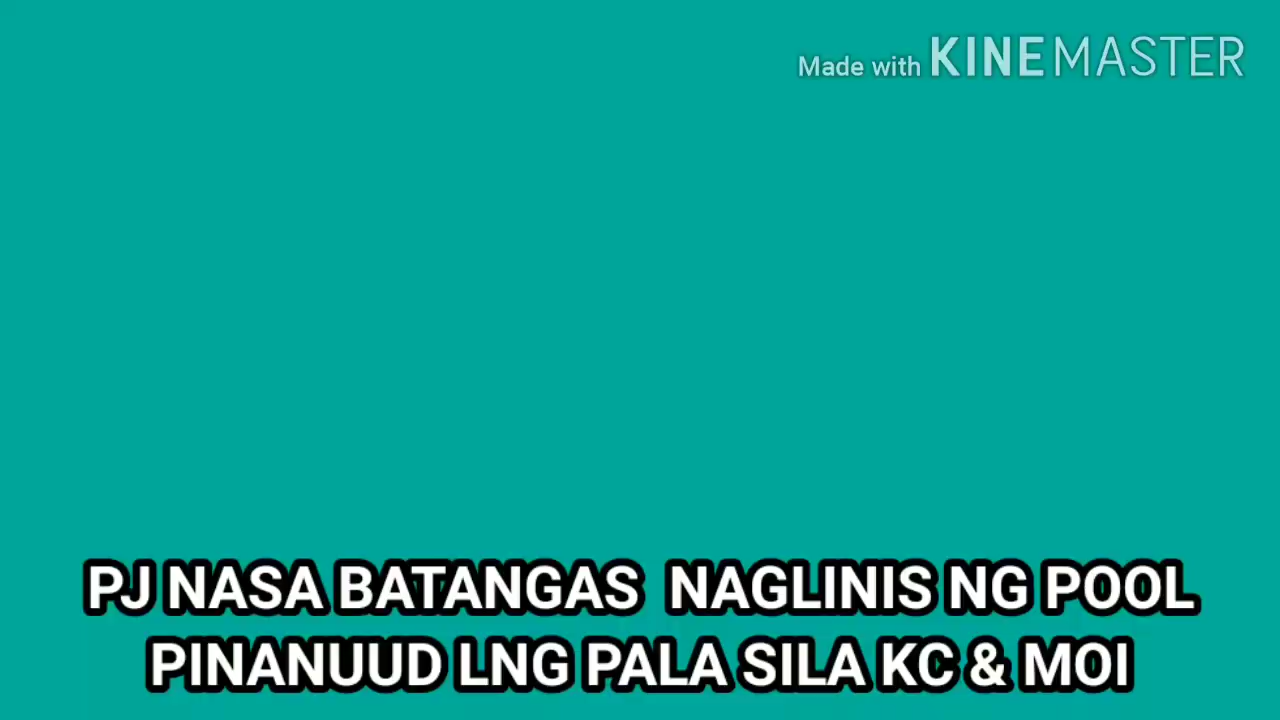 Made with KINEMASTER
PJ NASA BATANGAS NAGLINIS NG POOL
PINANUUD LNG PALA SILA KC & MOI